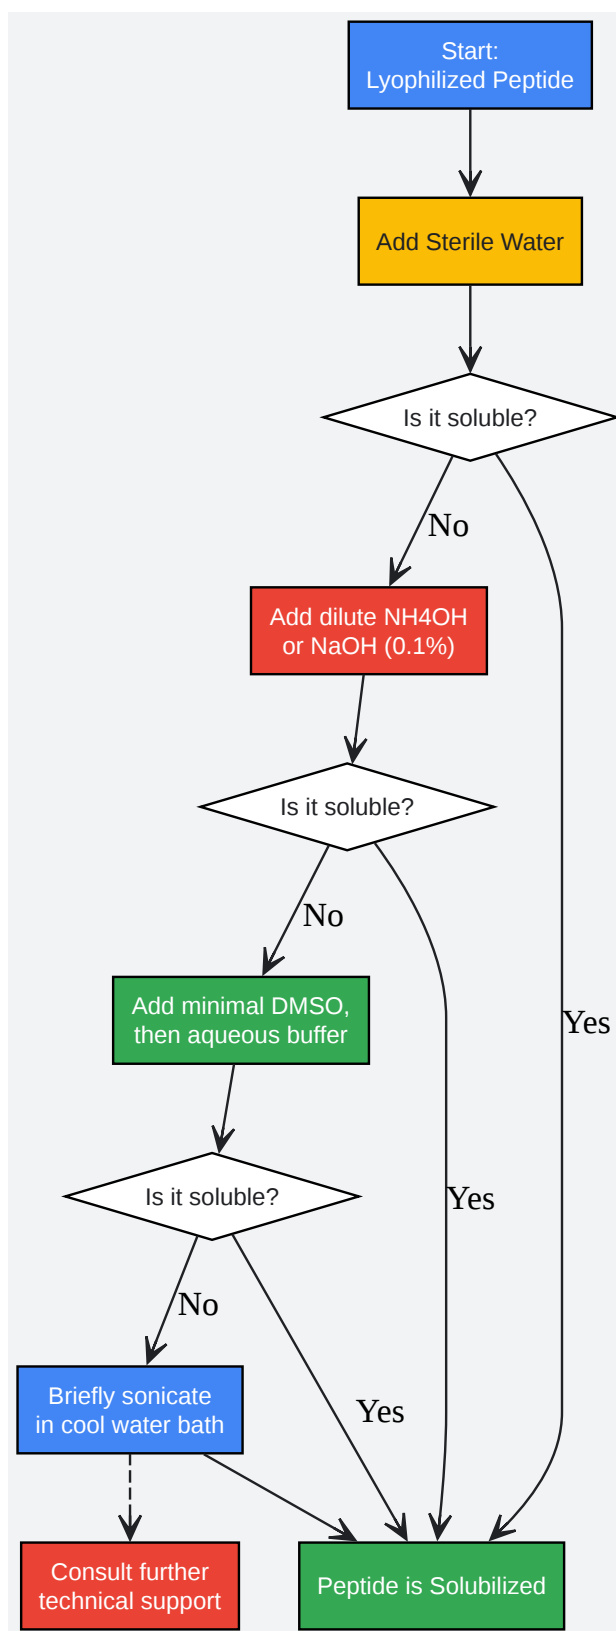 Start:
Lyophilized Peptide
Add Sterile Water
Is it soluble?
No
Add dilute NH4OH
or NaOH (0.1%)
Is it soluble?
No
Add minimal DMSO,
then aqueous buffer
Yes
Is it soluble?
Yes
No
Briefly sonicate
in cool water bath
Yes
Consult further
technical support
Peptide is Solubilized